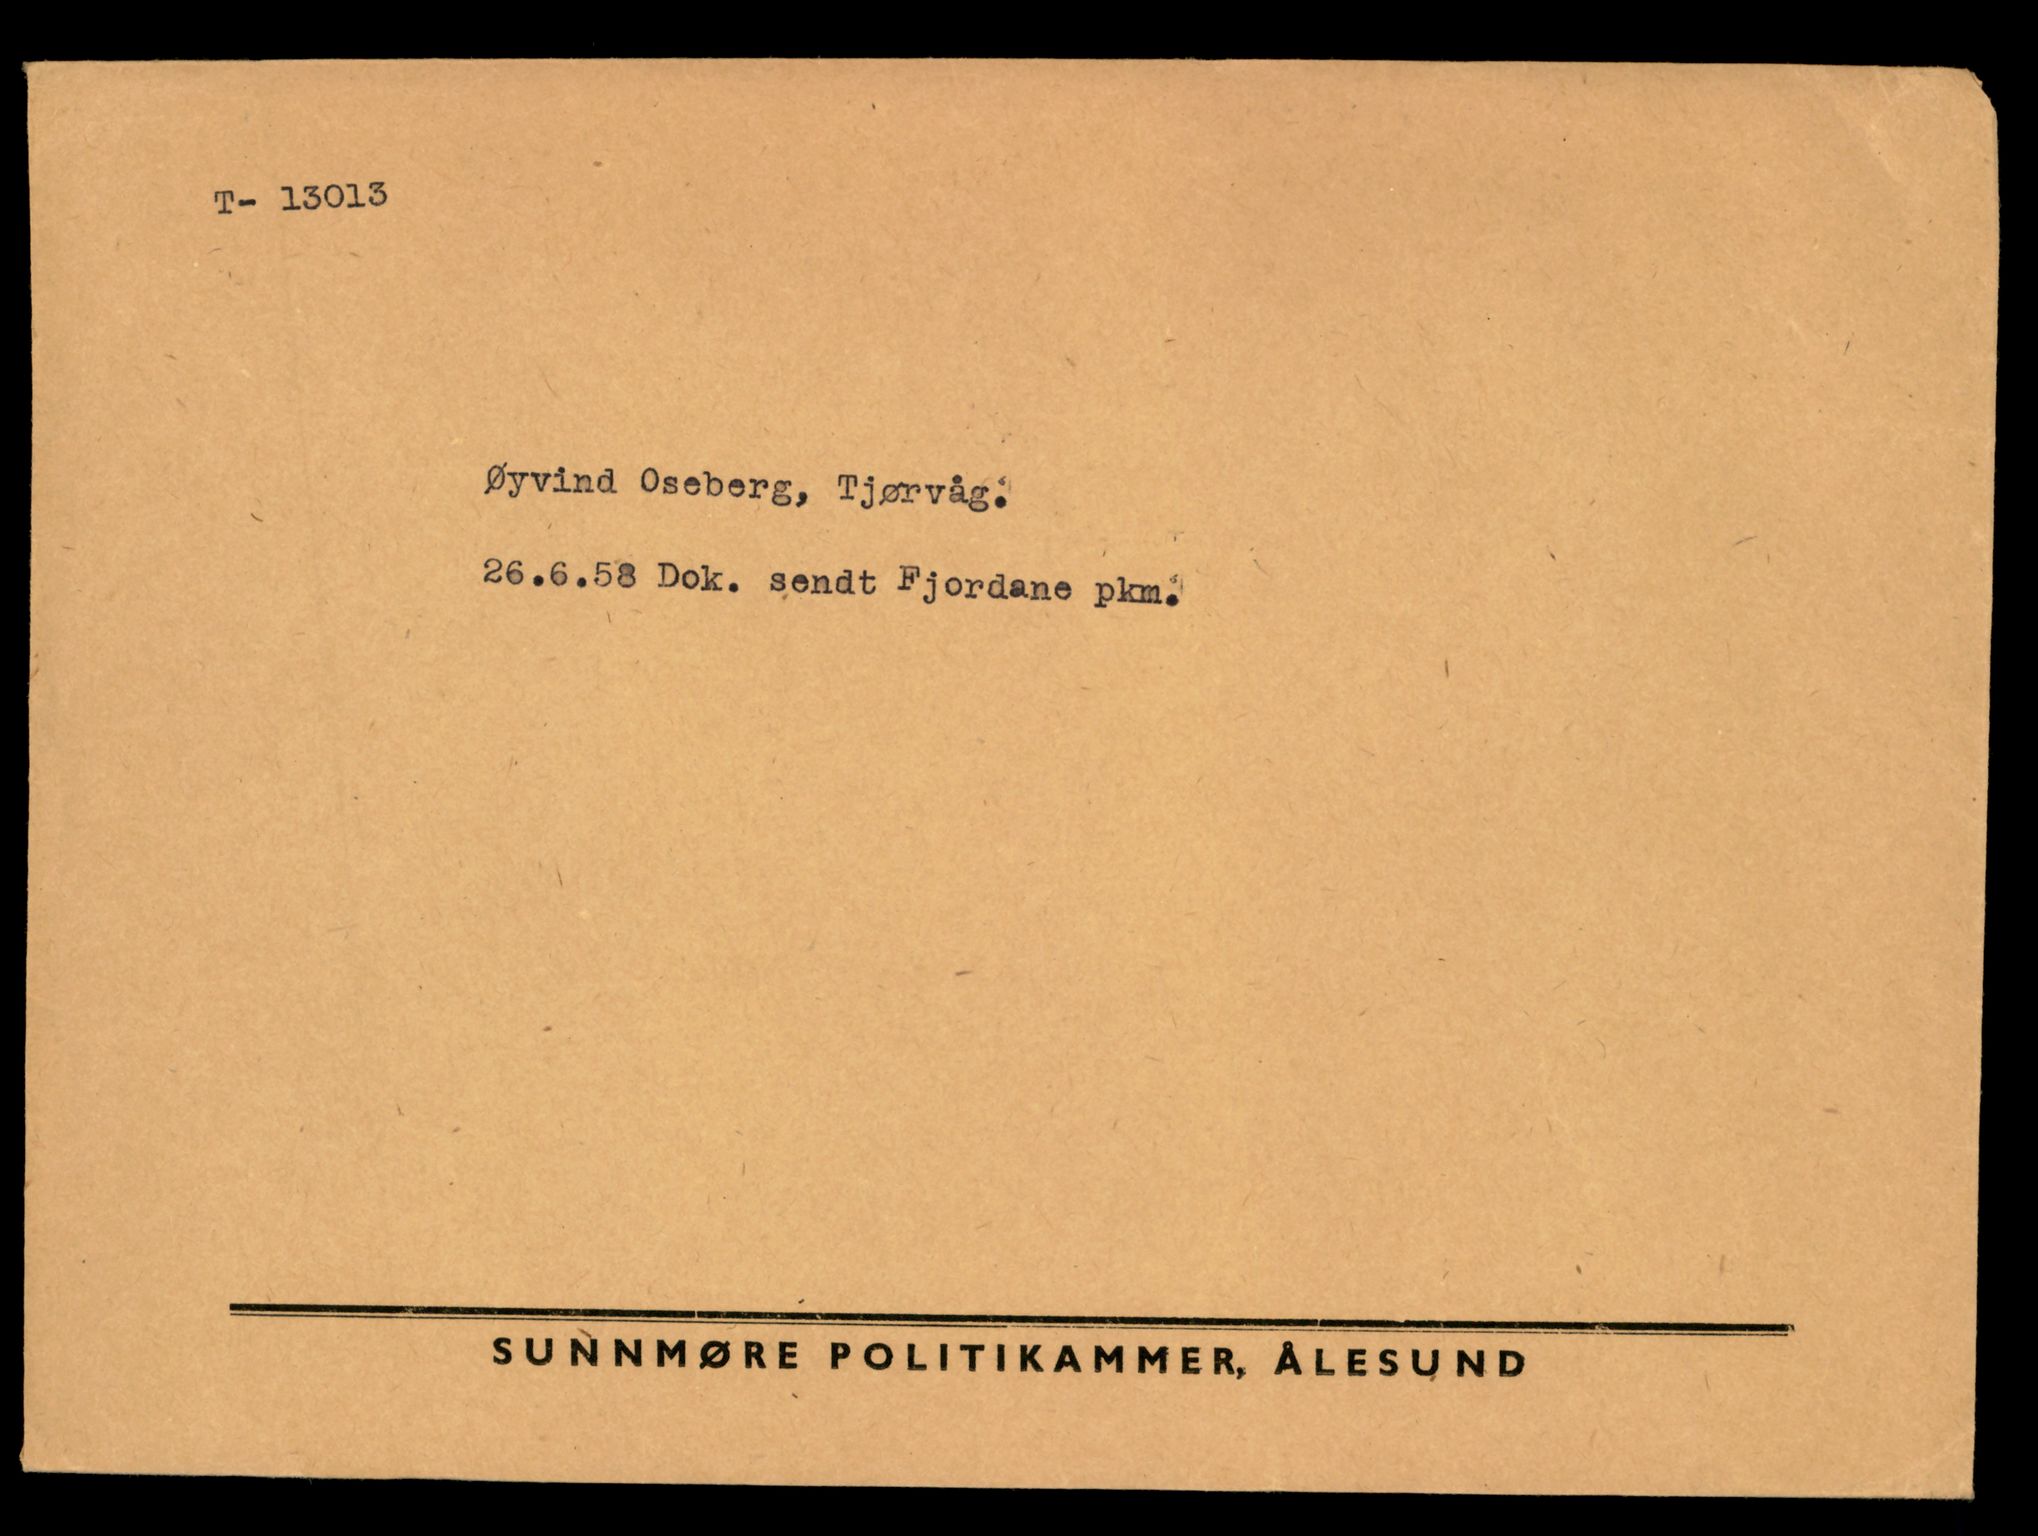 T- 13013
Øyvind Oseberg, Tjørvåg.
26.6.58 Dok. sendt Fjordane pkm.
SUNNMØRE POLITIKAMMER, ÅLESUND